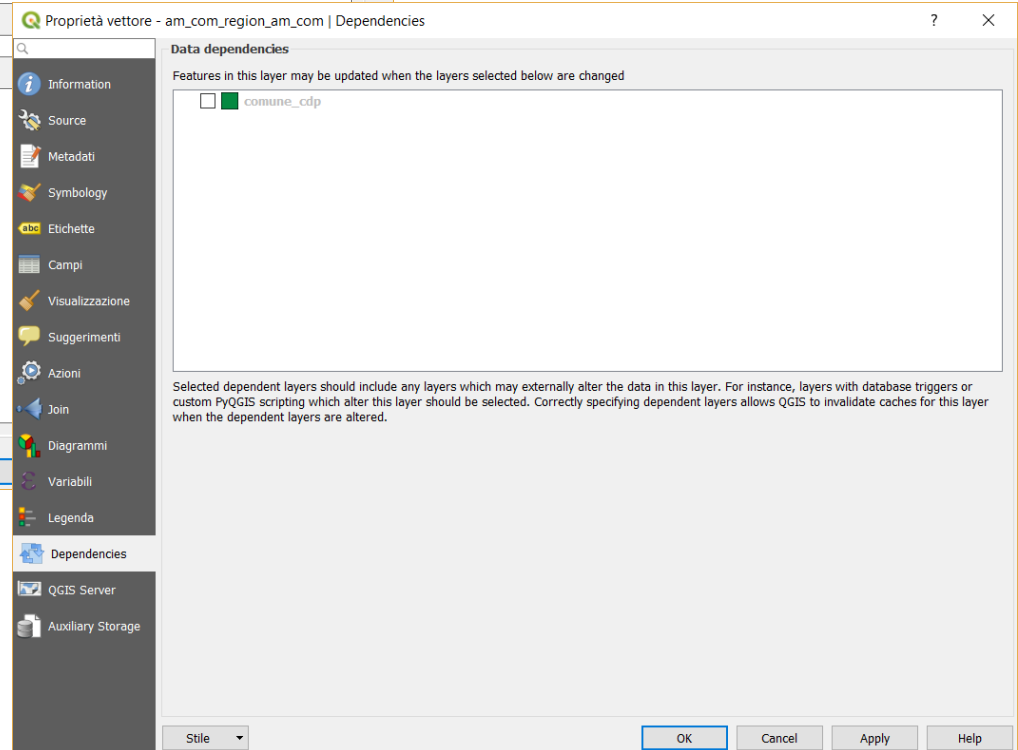 Proprietà vettore - am_com_region_am_com | Dependencies
?
Data dependencies
Features in this layer may be updated when the layers selected below are changed
comune_cdp
Information
Source
Metadati
Symbology
abc Etichette
Campi
Visualizzazione
Suggerimenti
Azioni
Join
Diagrammi
Variabili
Legenda
Dependencies
QGIS Server
Auxiliary Storage
Selected dependent layers should include any layers which may externally alter the data in this layer. For instance, layers with database triggers or
custom PyQGIS scripting which alter this layer should be selected. Correctly specifying dependent layers allows QGIS to invalidate caches for this layer
when the dependent layers are altered.
Stile
OK
Cancel
Apply
Help